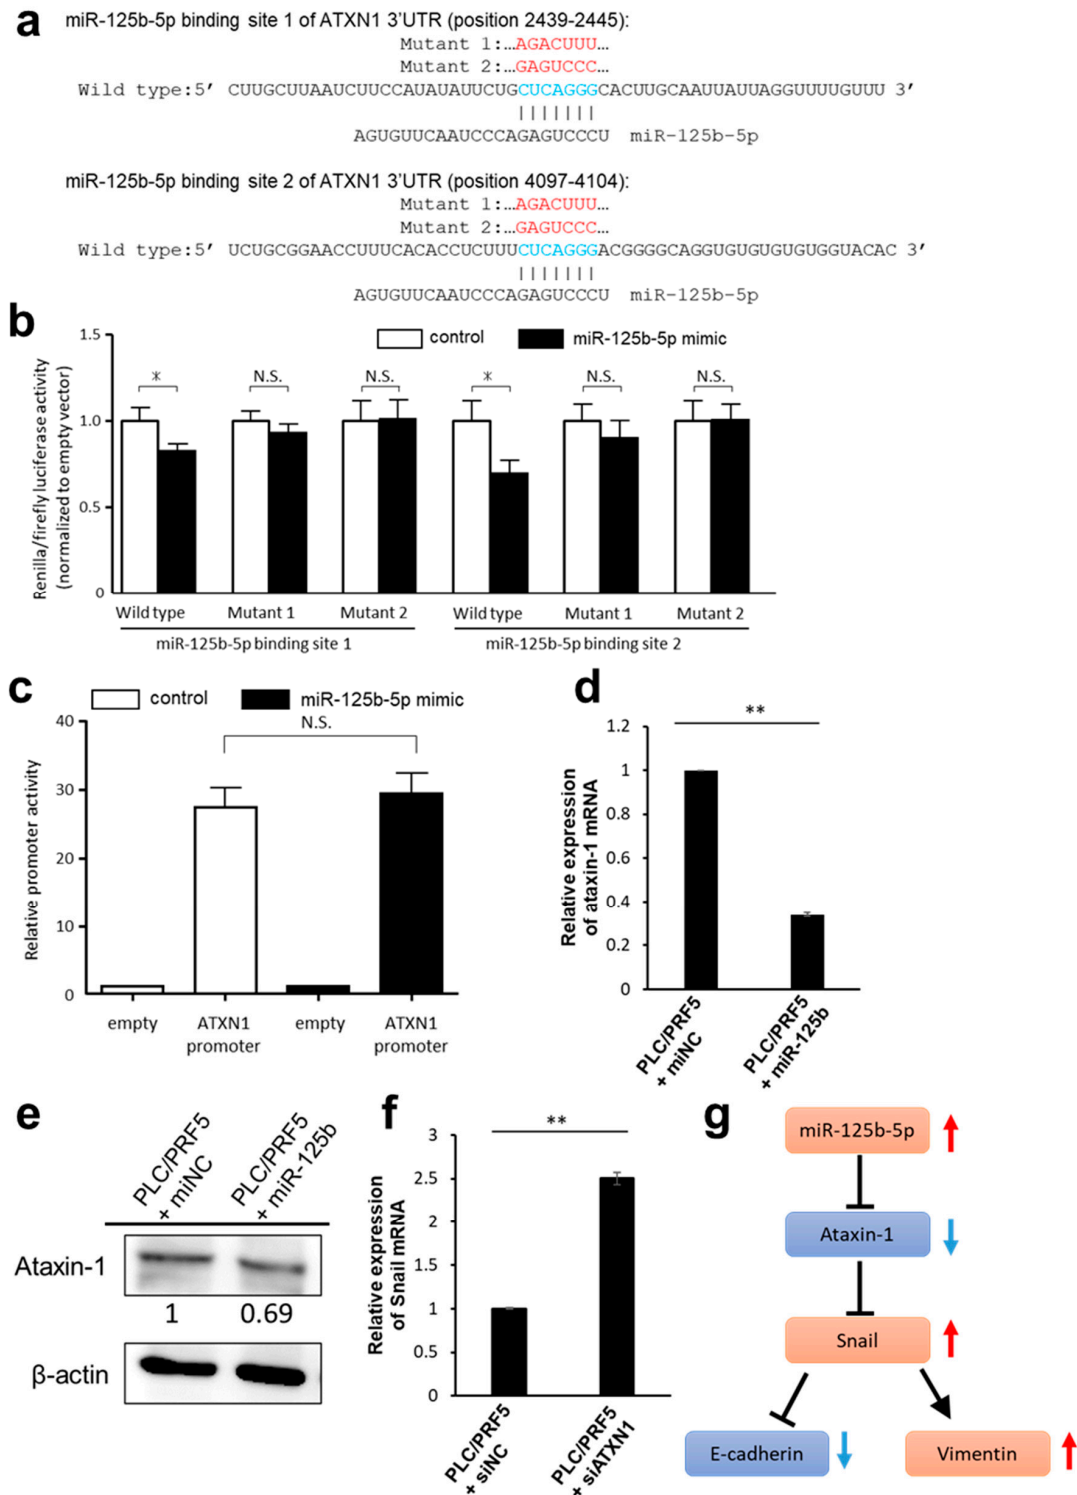 a
miR-125b-5p binding site 1 of ATXN1 3'UTR (position 2439-2445):
Mutant 1:…AGACUUU…
Mutant 2:…GAGUCCC…
Wild type:5′ CUUGCUUAAUCUUCCAUAUAUUCUGCUCAGGGCACUUGCAAUUAUUAGGUUUUGUUU 3′
| | | | | | |
AGUGUUCAAUCCCAGAGUCCCU miR-125b-5p
miR-125b-5p binding site 2 of ATXN1 3'UTR (position 4097-4104):
Mutant 1:…AGACUUU…
Mutant 2:…GAGUCCC…
Wild type:5′ UCUGCGGAACCUUUCACACCUCUUUCUCAGGGACGGGGCAGGUGUGUGUGUGGUACAC 3′
| | | | | | |
AGUGUUCAAUCCCAGAGUCCCU miR-125b-5p
b
Renilla/firefly luciferase activity
(normalized to empty vector)
1.5
1.0
0.5
0
control
miR-125b-5p mimic
*
N.S.
N.S.
*
N.S.
N.S.
Wild type
Mutant 1
Mutant 2
Wild type
Mutant 1
Mutant 2
miR-125b-5p binding site 1
miR-125b-5p binding site 2
c
control
miR-125b-5p mimic
N.S.
Relative promoter activity
40
30
20
10
0
empty
ATXN1
promoter
empty
ATXN1
promoter
d
**
Relative expression
of ataxin-1 mRNA
1.2
1
0.8
0.6
0.4
0.2
0
PLC/PRF5
+ miNC
PLC/PRF5
+ miR-125b
e
PLC/PRF5
+ miNC
PLC/PRF5
+ miR-125b
Ataxin-1
1
0.69
β-actin
f
**
Relative expression
of Snail mRNA
3
2.5
2
1.5
1
0.5
0
PLC/PRF5
+ siNC
PLC/PRF5
+ siATXN1
g
miR-125b-5p
Ataxin-1
Snail
E-cadherin
Vimentin